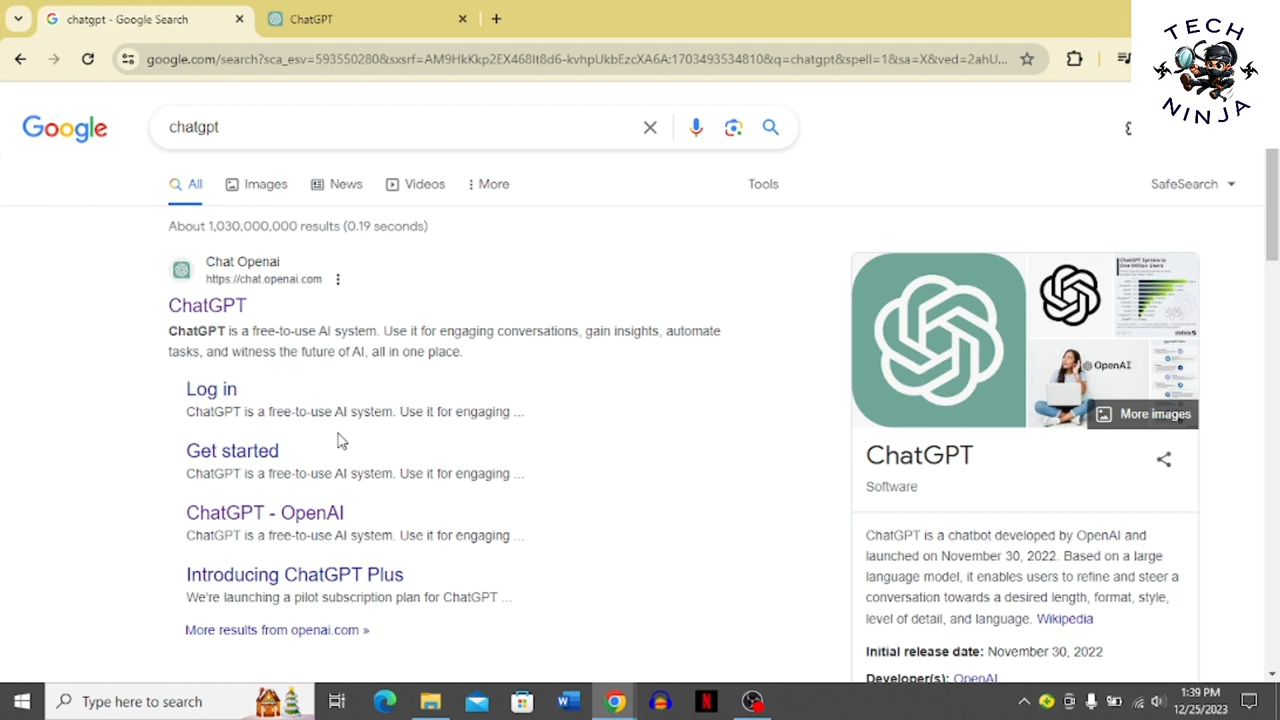 chatgpt - Google Search
ChatGPT
google.com/search?sca_esv=593550280&sxsrf=AM9HkKkp2EX468lt8d6-kvhpUkbEzcXA6A:1703493534810&q=chatgpt&spell=1&sa=X&ved=2ahU...
TECH
NINJA
Google
chatgpt
All
Images
News
Videos
More
Tools
SafeSearch
About 1,030,000,000 results (0.19 seconds)
Chat Openai
https://chat.openai.com
ChatGPT
ChatGPT is a free-to-use AI system. Use it for engaging conversations, gain insights, automate
tasks, and witness the future of AI, all in one place.
Log in
ChatGPT is a free-to-use AI system. Use it for engaging ...
Get started
ChatGPT is a free-to-use AI system. Use it for engaging ...
ChatGPT - OpenAI
ChatGPT is a free-to-use AI system. Use it for engaging ...
Introducing ChatGPT Plus
We're launching a pilot subscription plan for ChatGPT ...
More results from openai.com »
OpenAI
More images
ChatGPT
Software
ChatGPT is a chatbot developed by OpenAI and
launched on November 30, 2022. Based on a large
language model, it enables users to refine and steer a
conversation towards a desired length, format, style,
level of detail, and language. Wikipedia
Initial release date: November 30, 2022
Developer(s): OpenAI
Type here to search
1:39 PM
12/25/2023